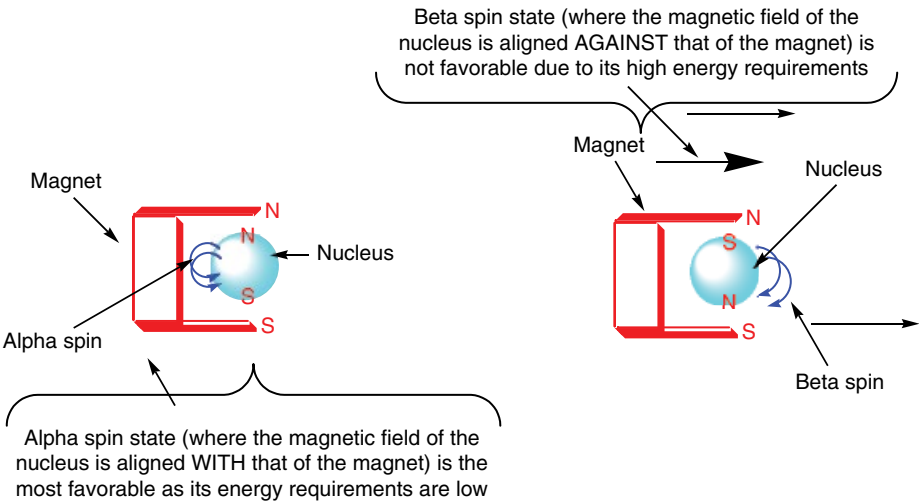 Beta spin state (where the magnetic field of the
nucleus is aligned AGAINST that of the magnet) is
not favorable due to its high energy requirements
Magnet
Nucleus
N
S
N
S
Beta spin
Magnet
N
N
Nucleus
S
S
Alpha spin
Alpha spin state (where the magnetic field of the
nucleus is aligned WITH that of the magnet) is the
most favorable as its energy requirements are low